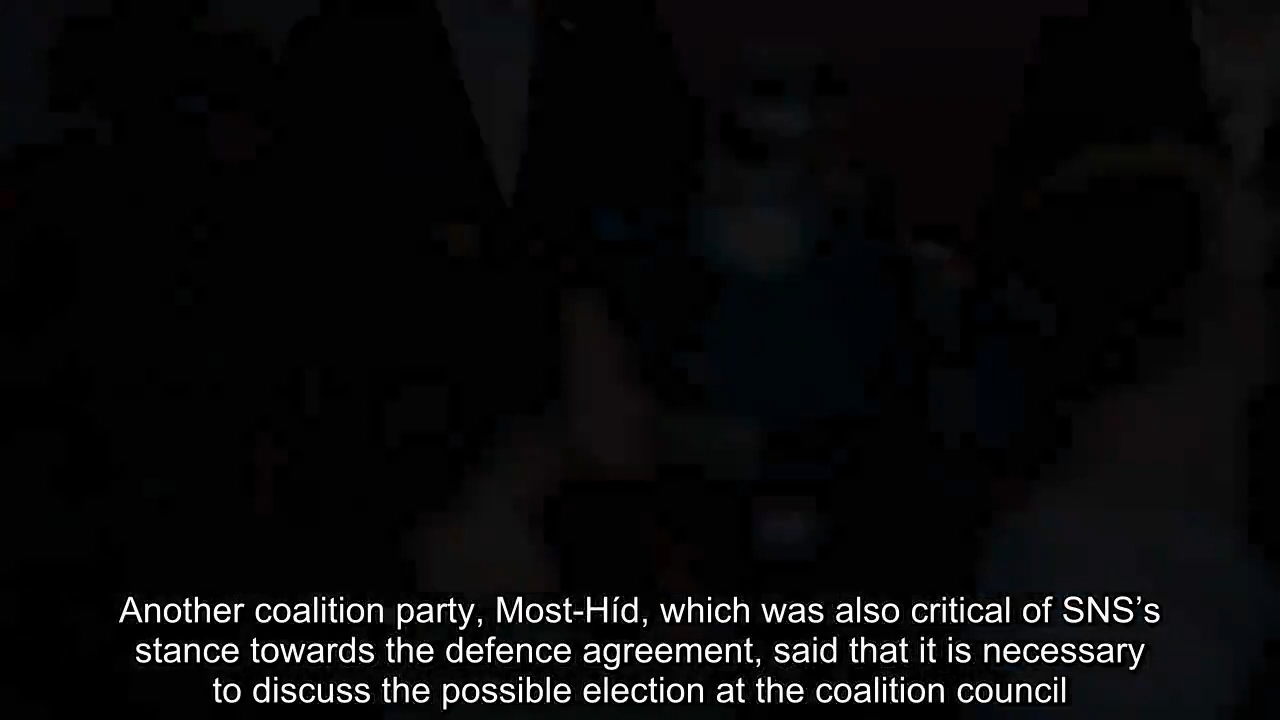 Another coalition party, Most-Híd, which was also critical of SNS’s
stance towards the defence agreement, said that it is necessary
to discuss the possible election at the coalition council